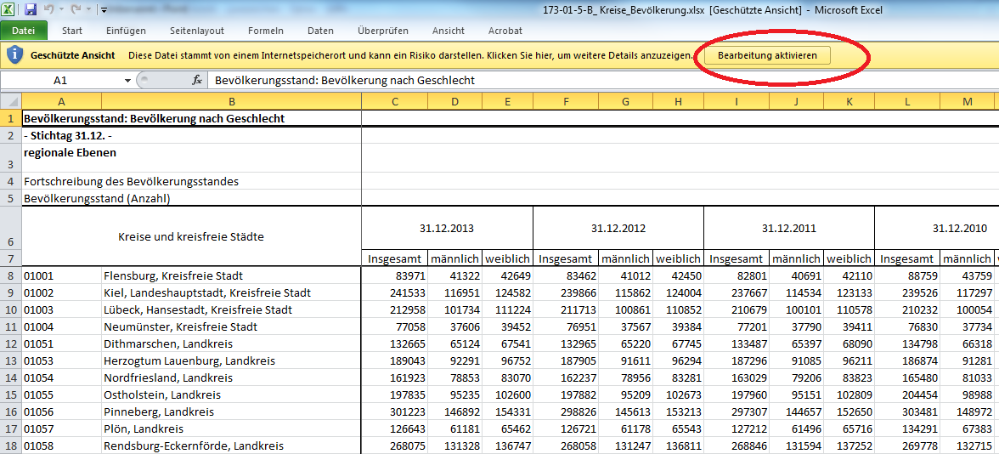 173-01-5-B_ Kreise_Bevölkerung.xlsx [Geschützte Ansicht] - Microsoft Excel
Datei Start Einfügen Seitenlayout Formeln Daten Überprüfen Ansicht Acrobat
Geschützte Ansicht Diese Datei stammt von einem Internetspeicherort und kann ein Risiko darstellen. Klicken Sie hier, um weitere Details anzuzeigen. Bearbeitung aktivieren
A1 fx Bevölkerungsstand: Bevölkerung nach Geschlecht
A B C D E F G H I J K L M
1 Bevölkerungsstand: Bevölkerung nach Geschlecht
2 - Stichtag 31.12. -
3 regionale Ebenen
4 Fortschreibung des Bevölkerungsstandes
5 Bevölkerungsstand (Anzahl)
6 Kreise und kreisfreie Städte 31.12.2013 31.12.2012 31.12.2011 31.12.2010
7 Insgesamt männlich weiblich Insgesamt männlich weiblich Insgesamt männlich weiblich Insgesamt männlich
8 01001 Flensburg, Kreisfreie Stadt 83971 41322 42649 83462 41012 42450 82801 40691 42110 88759 43759
9 01002 Kiel, Landeshauptstadt, Kreisfreie Stadt 241533 116951 124582 239866 115862 124004 237667 114534 123133 239526 117297
10 01003 Lübeck, Hansestadt, Kreisfreie Stadt 212958 101734 111224 211713 100861 110852 210679 100101 110578 210232 100054
11 01004 Neumünster, Kreisfreie Stadt 77058 37606 39452 76951 37567 39384 77201 37790 39411 76830 37734
12 01051 Dithmarschen, Landkreis 132665 65124 67541 132965 65220 67745 133487 65397 68090 134798 66318
13 01053 Herzogtum Lauenburg, Landkreis 189043 92291 96752 187905 91611 96294 187296 91085 96211 186874 91281
14 01054 Nordfriesland, Landkreis 161923 78853 83070 162237 78956 83281 163029 79206 83823 165480 81033
15 01055 Ostholstein, Landkreis 197835 95235 102600 197882 95209 102673 197960 95151 102809 204454 98988
16 01056 Pinneberg, Landkreis 301223 146892 154331 298826 145613 153213 297307 144657 152650 303481 148972
17 01057 Plön, Landkreis 126643 61181 65462 126721 61178 65543 127212 61496 65716 134291 67383
18 01058 Rendsburg-Eckernförde, Landkreis 268075 131328 136747 268058 131247 136811 268846 131594 137252 269778 132715